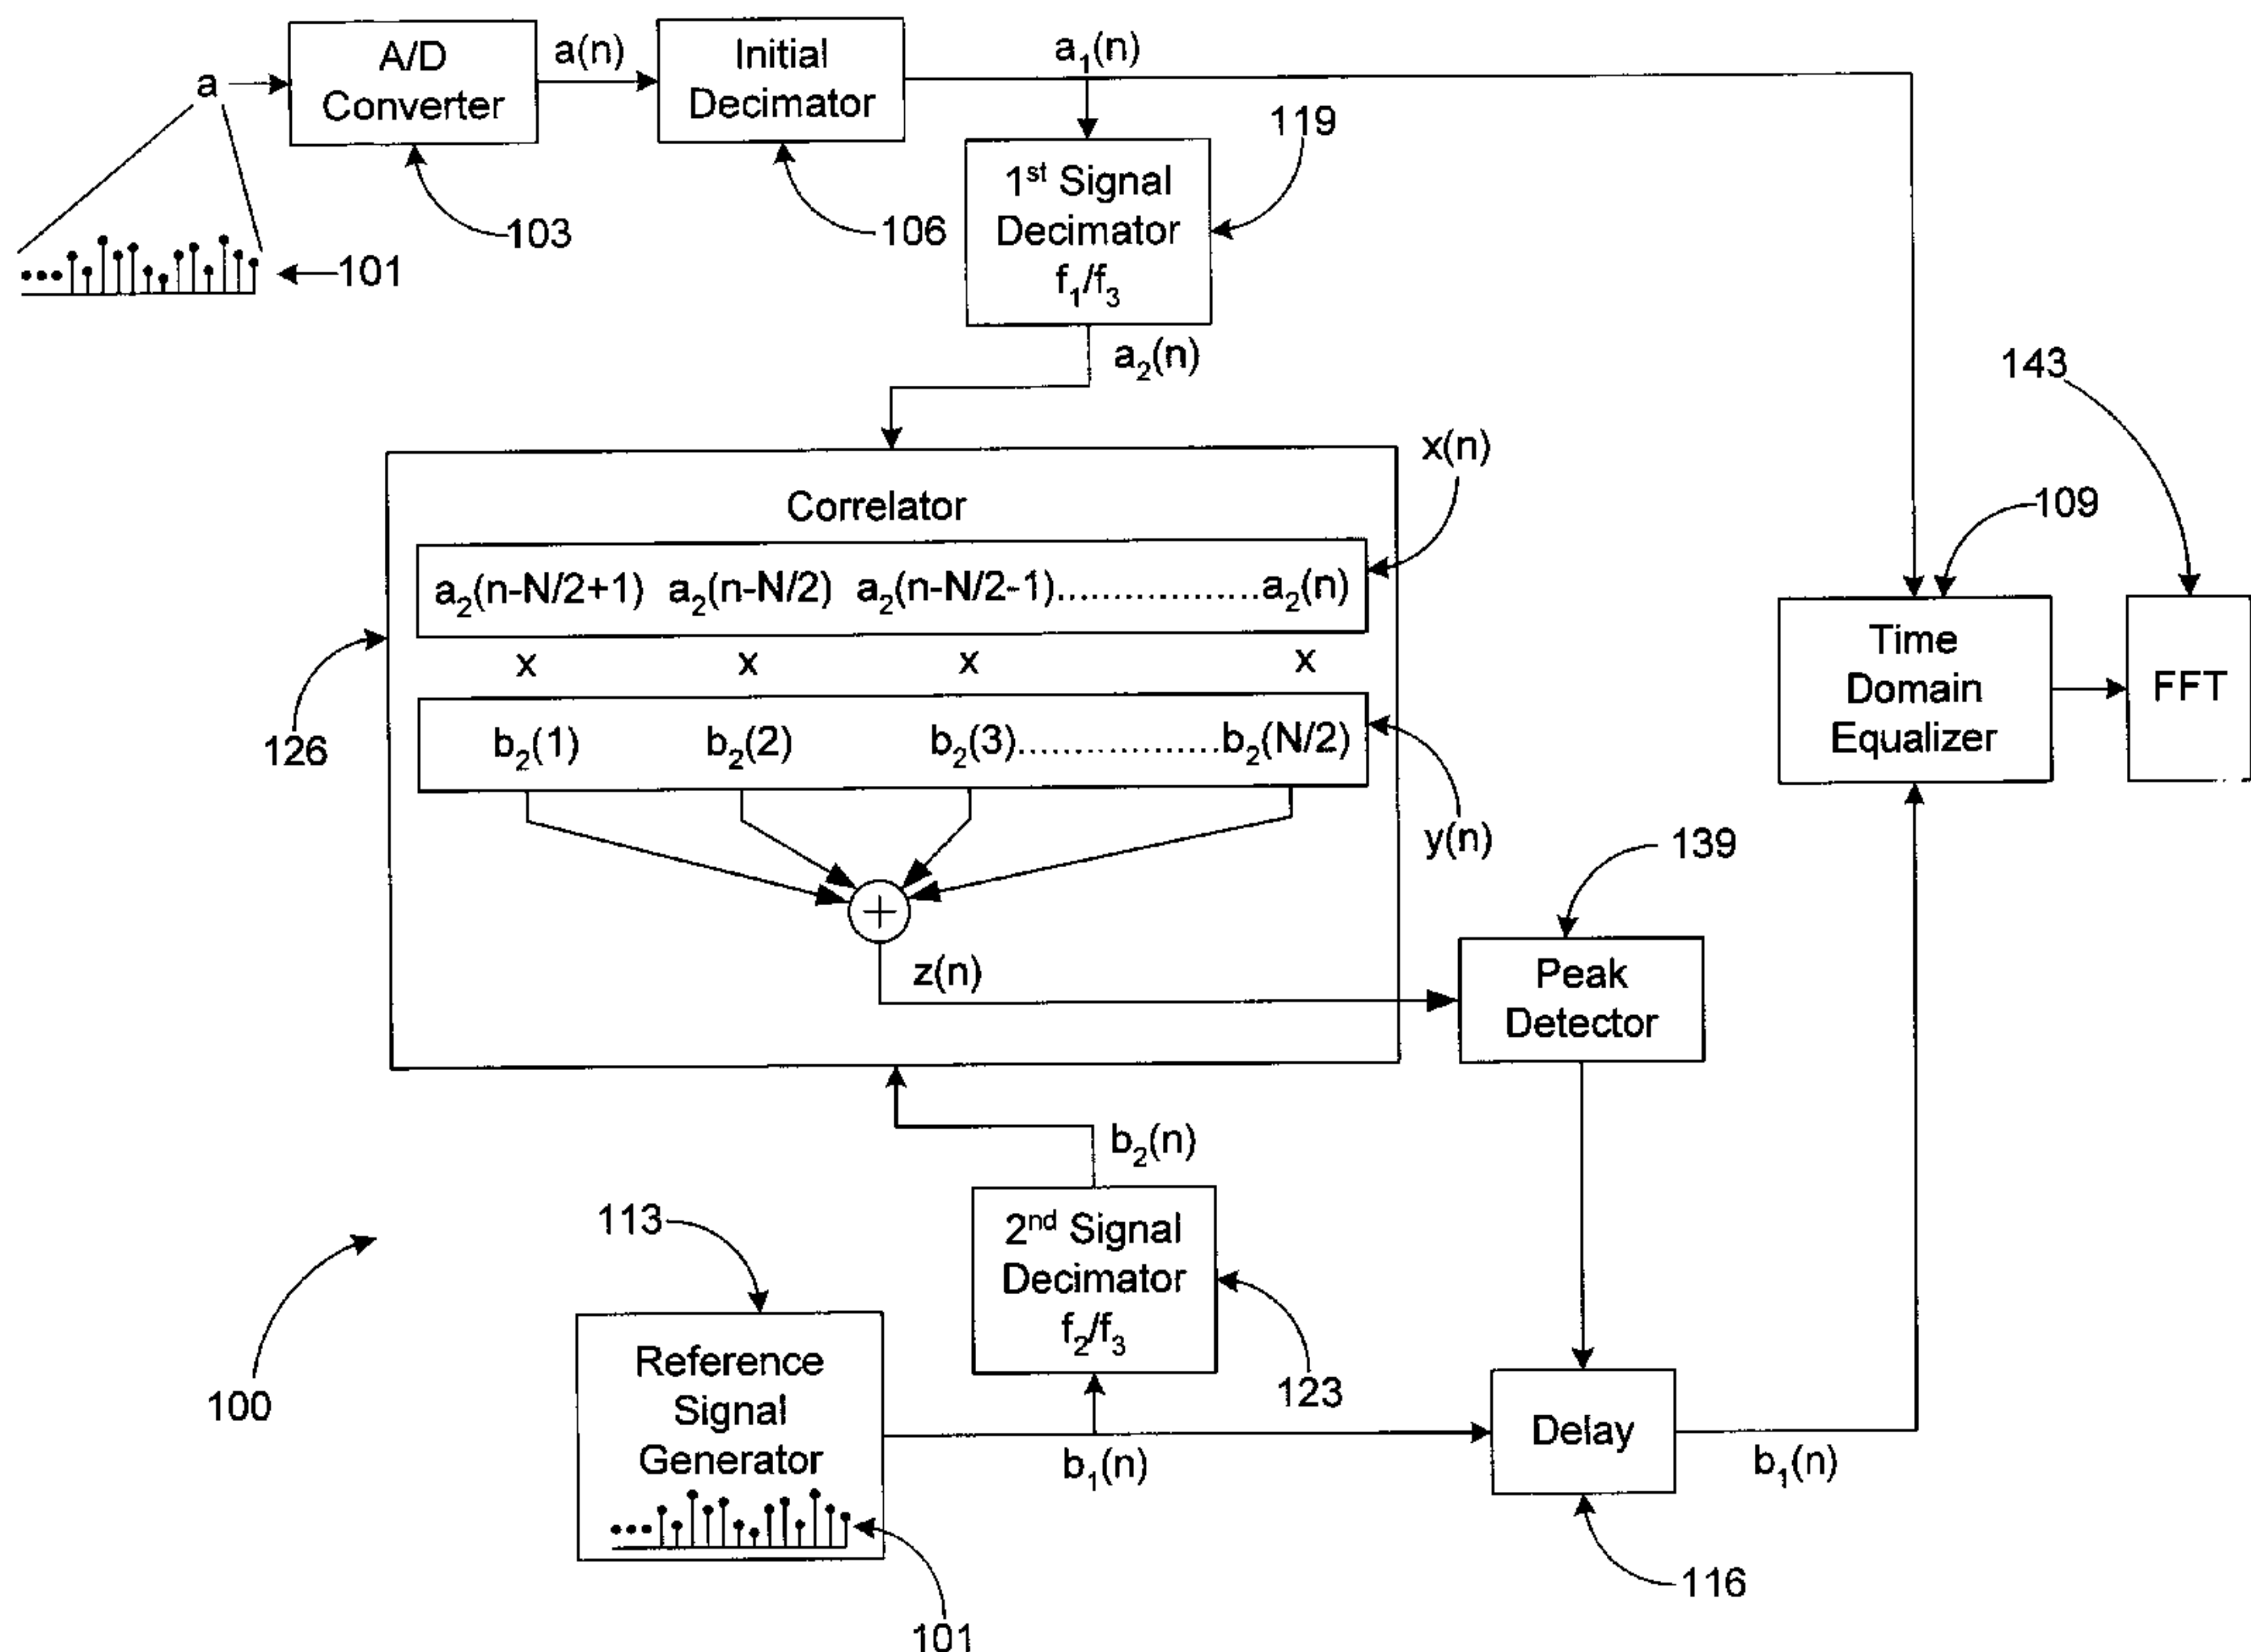 a
A/D
Converter
a(n)
Initial
Decimator
a₁(n)
119
1st Signal
Decimator
f₁/f₃
103
106
101
a₂(n)
143
x(n)
Correlator
109
a₂(n-N/2+1) a₂(n-N/2) a₂(n-N/2-1)................a₂(n)
x x x x
126
b₂(1) b₂(2) b₂(3)................b₂(N/2)
Time
Domain
Equalizer
FFT
y(n)
139
z(n)
Peak
Detector
b₂(n)
113
2nd Signal
Decimator
f₂/f₃
Reference
Signal
Generator
100
123
Delay
b₁(n)
b₁(n)
116
101